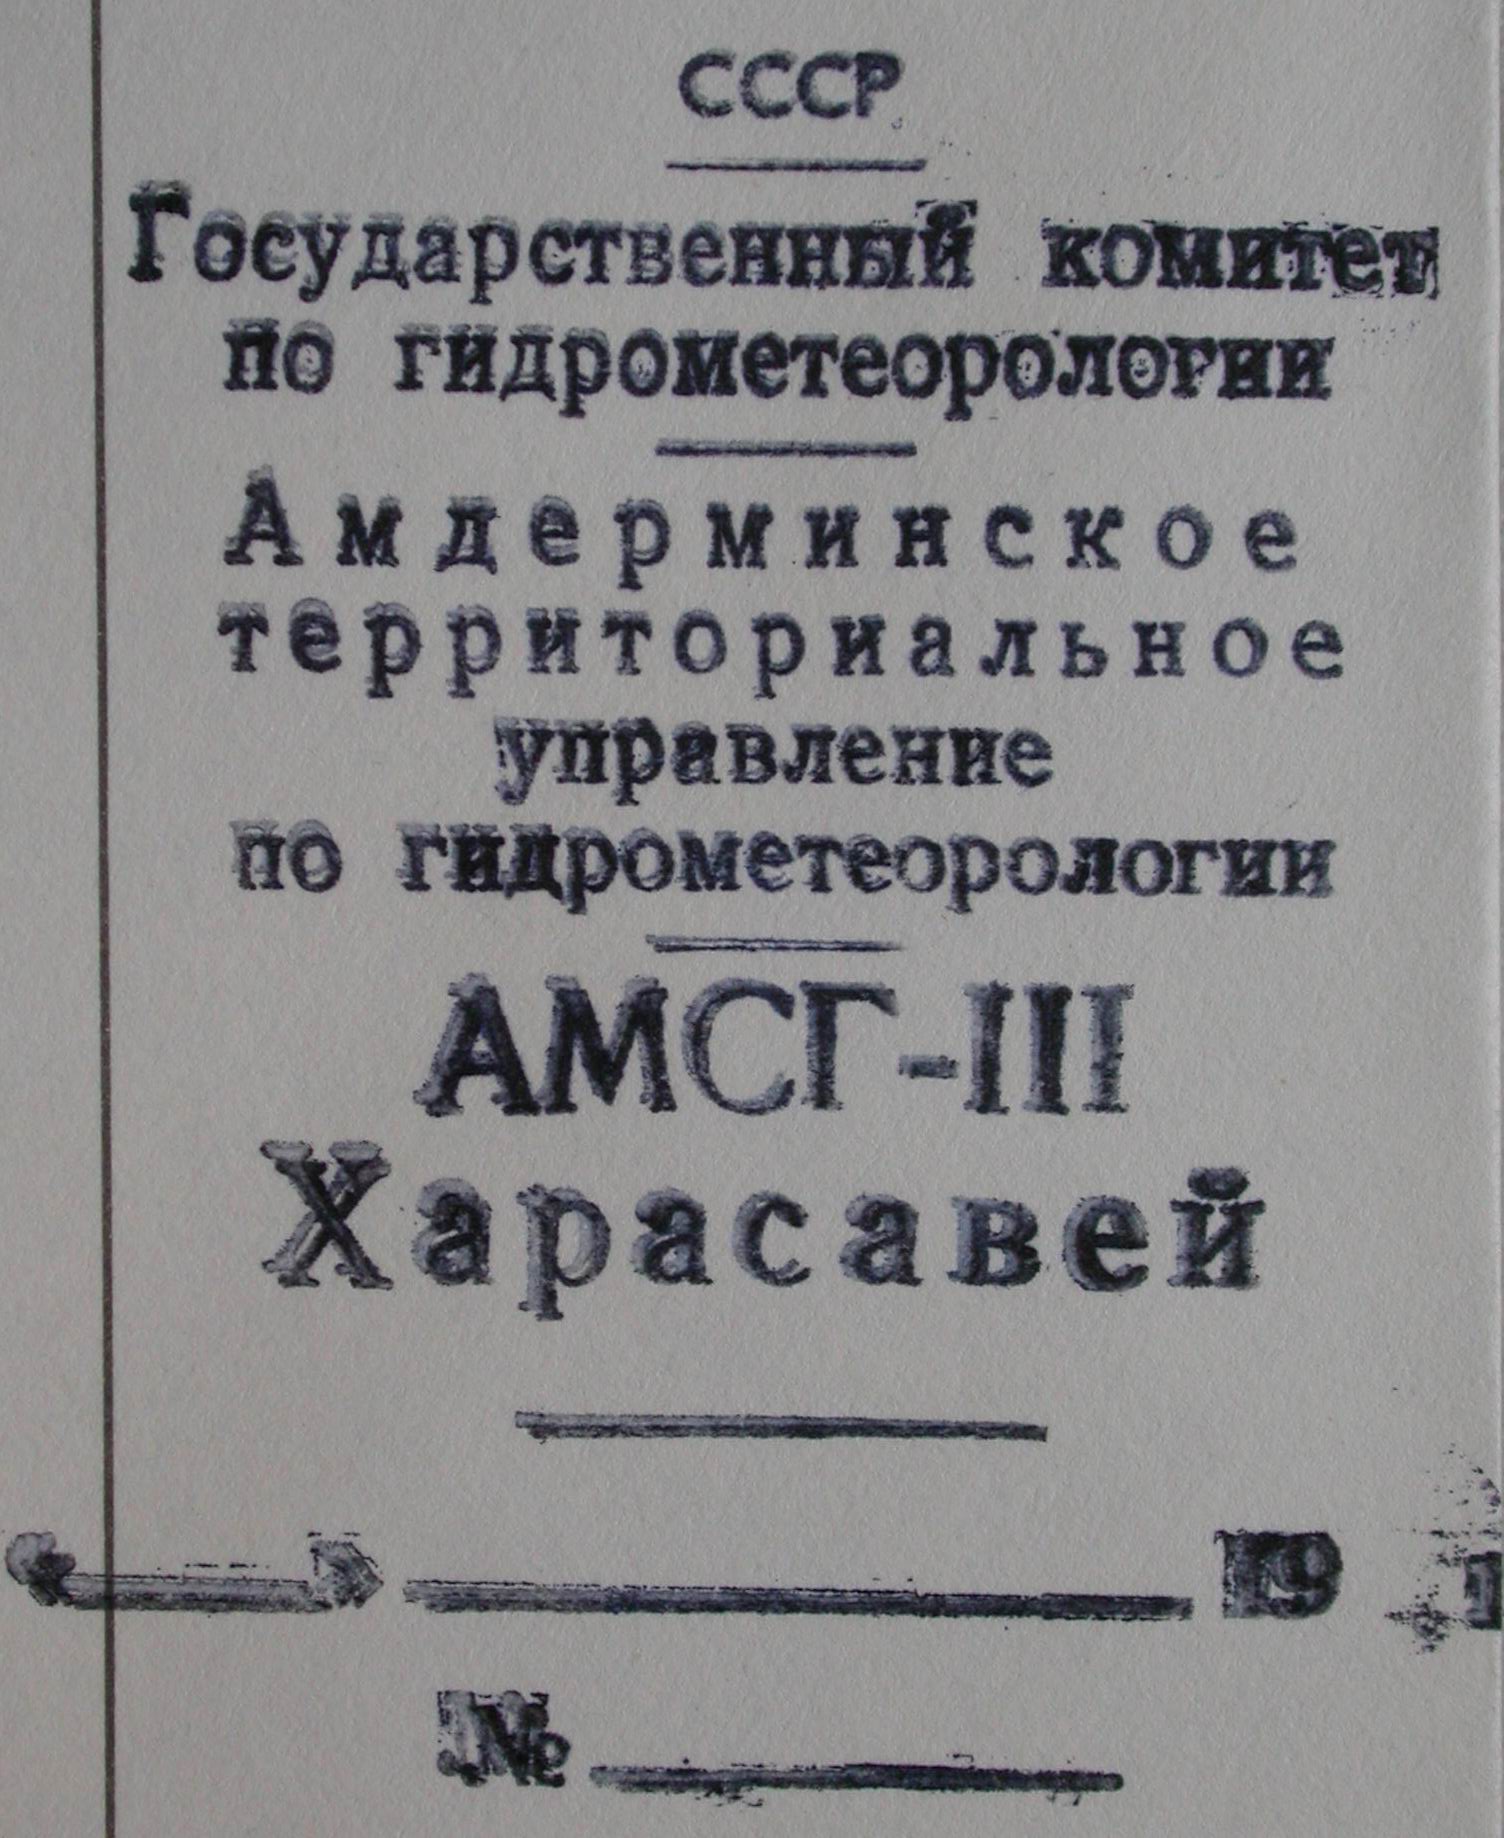 СССР
Государственный комитет
по гидрометеорологии
Амдерминское
территориальное
управление
по гидрометеорологии
АМСГ-III
Харасавей
« » 19 г
№